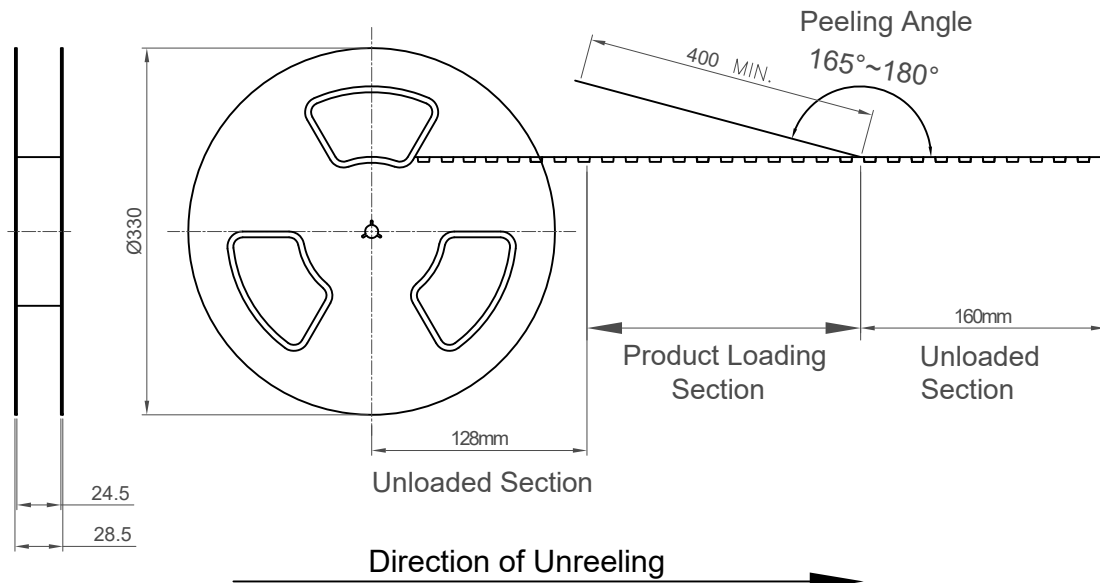 Peeling Angle
165°~180°
400 MIN.
Ø330
160mm
Product Loading
Section
Unloaded
Section
128mm
Unloaded Section
24.5
28.5
Direction of Unreeling